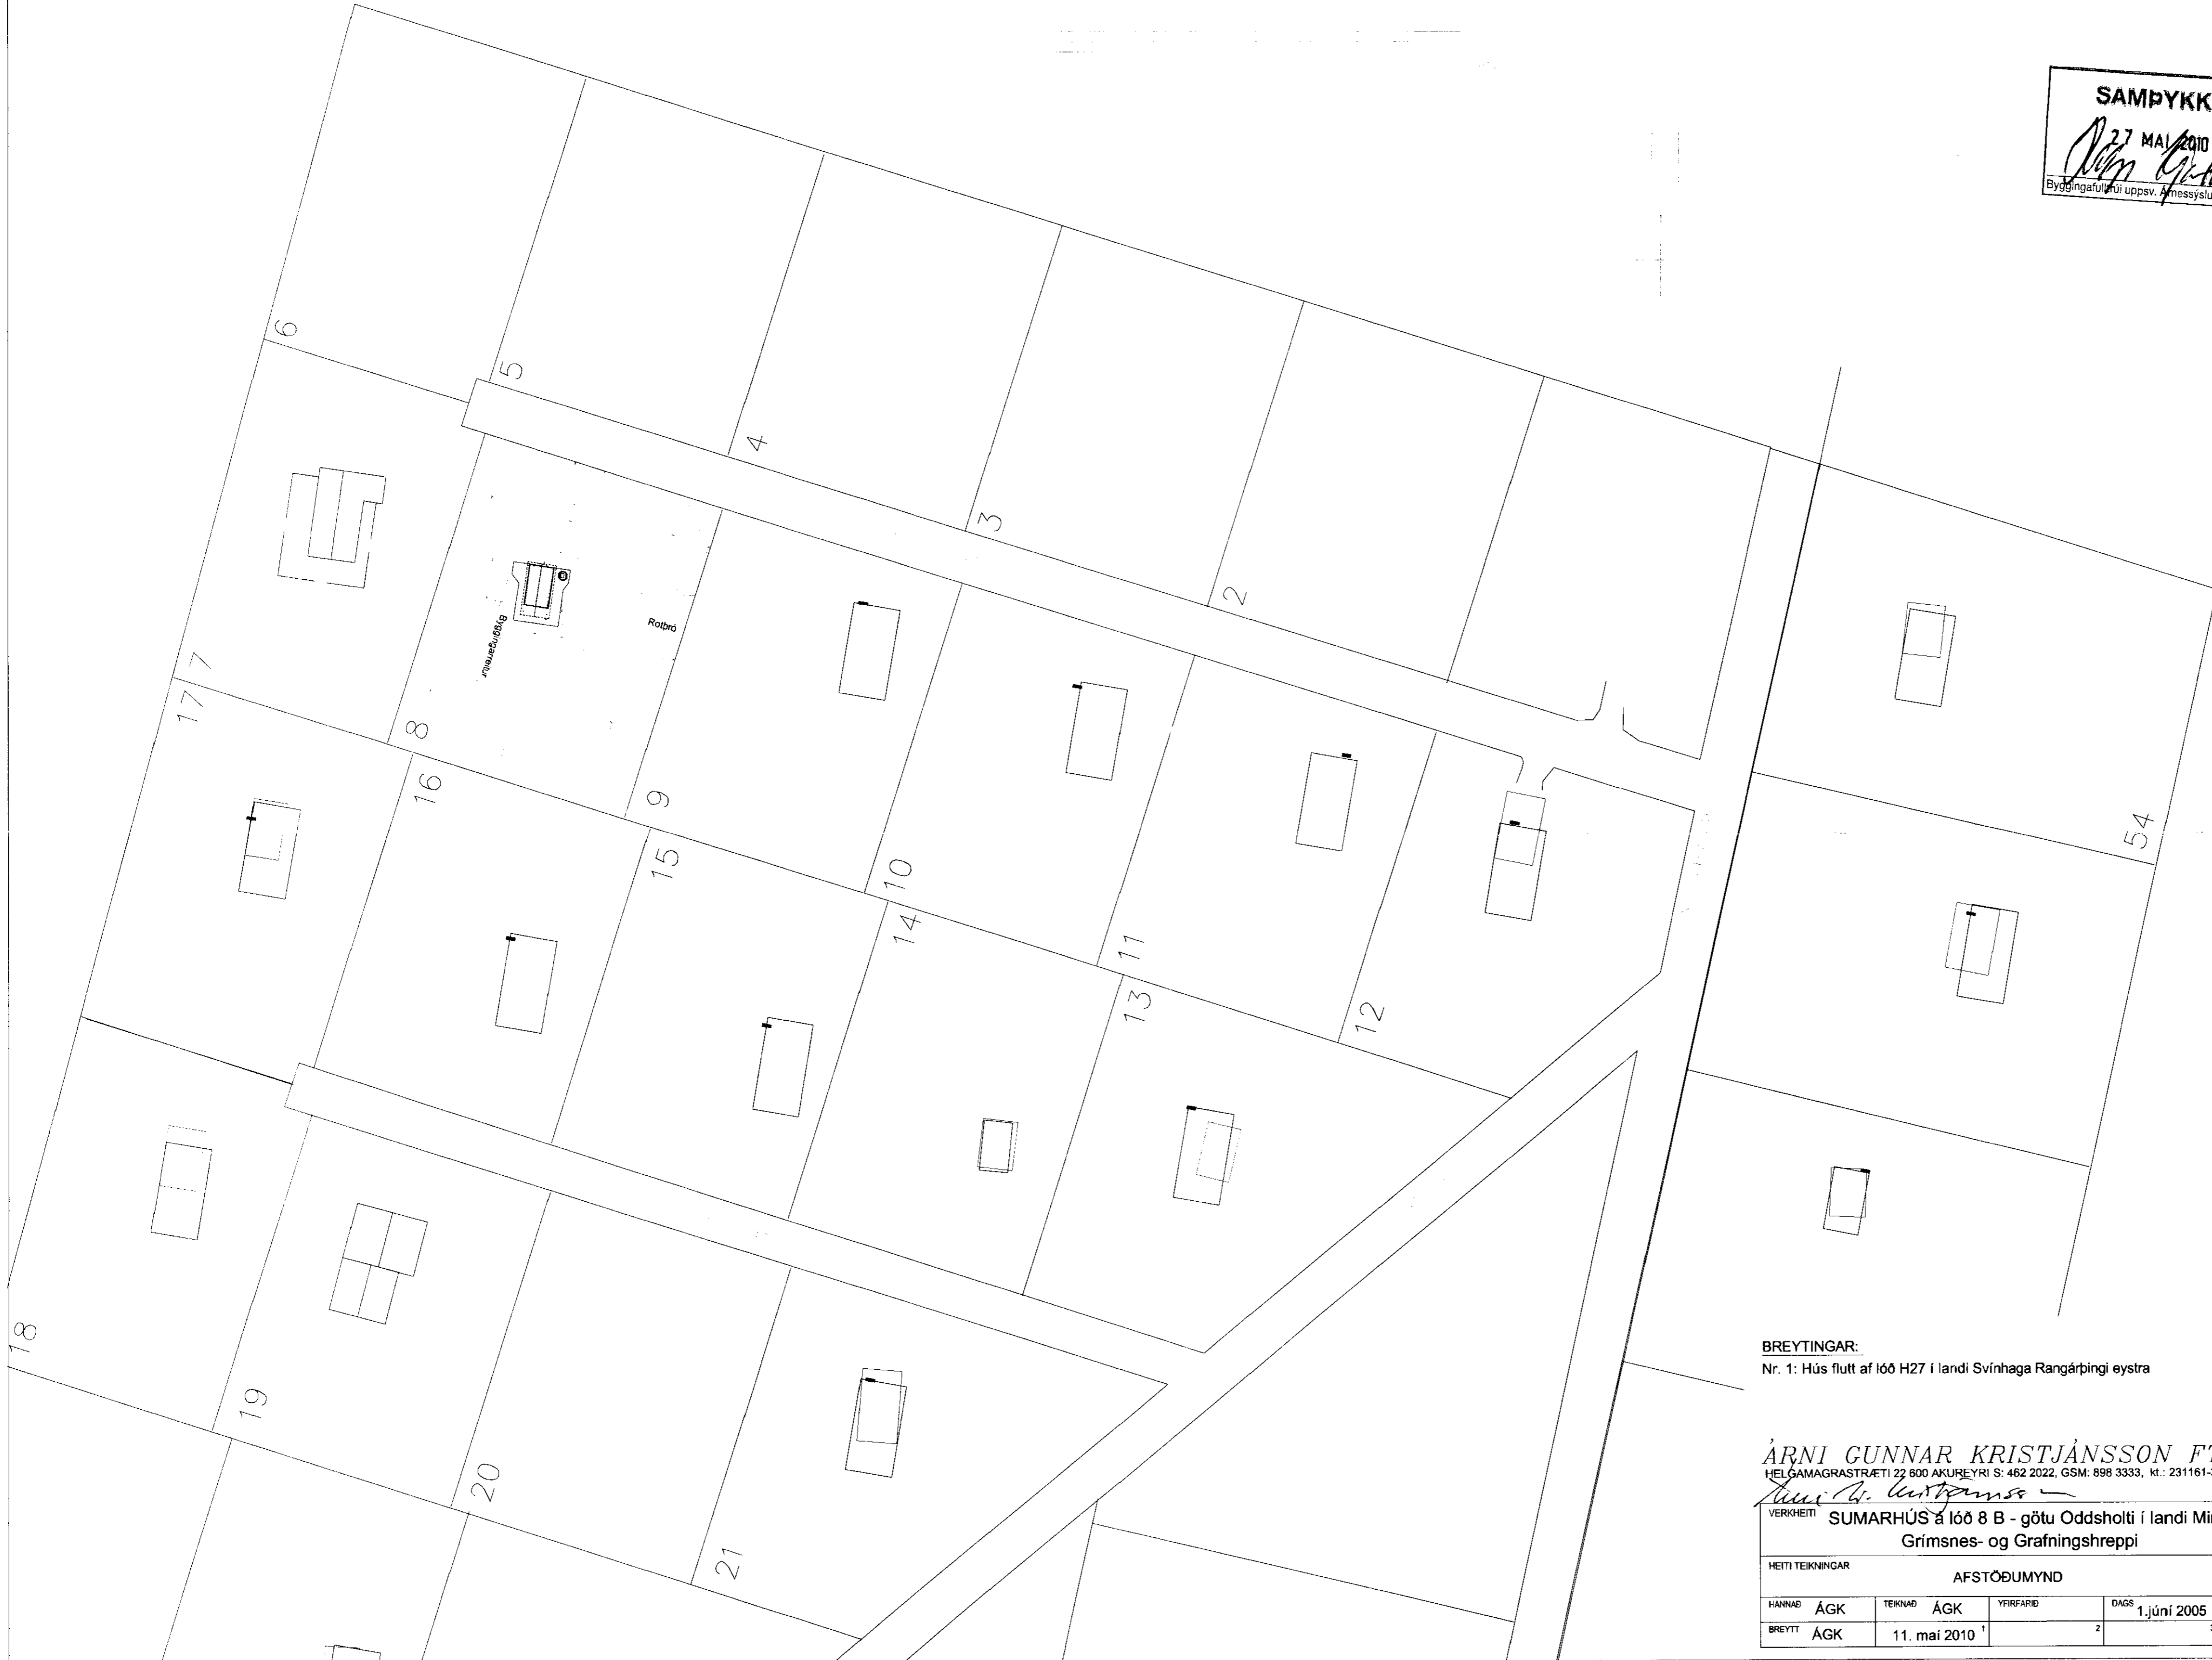 SAMÞYKK
27 MAI 2010
Byggingafulltrúi uppsv. Árnessýslu
6
5
4
3
2
7
17
8
16
9
15
10
14
11
13
12
54
18
19
20
21
Byggingarreitur
Rotþró
BREYTINGAR:
Nr. 1: Hús flutt af lóð H27 í landi Svínhaga Rangárþingi eystra
ÁRNI GUNNAR KRISTJÁNSSON
HELGAMAGRASTRÆTI 22 600 AKUREYRI S: 462 2022, GSM: 898 3333, kt.: 231161-
VERKHEITI SUMARHÚS á lóð 8 B - götu Oddsholti í landi
Grímsnes- og Grafningshreppi
HEITI TEIKNINGAR
AFSTÖÐUMYND
HANNAÐ ÁGK TEIKNAÐ ÁGK YFIRFARIÐ DAGS 1.júní 2005
BREYTT ÁGK 11. maí 2010 1 2